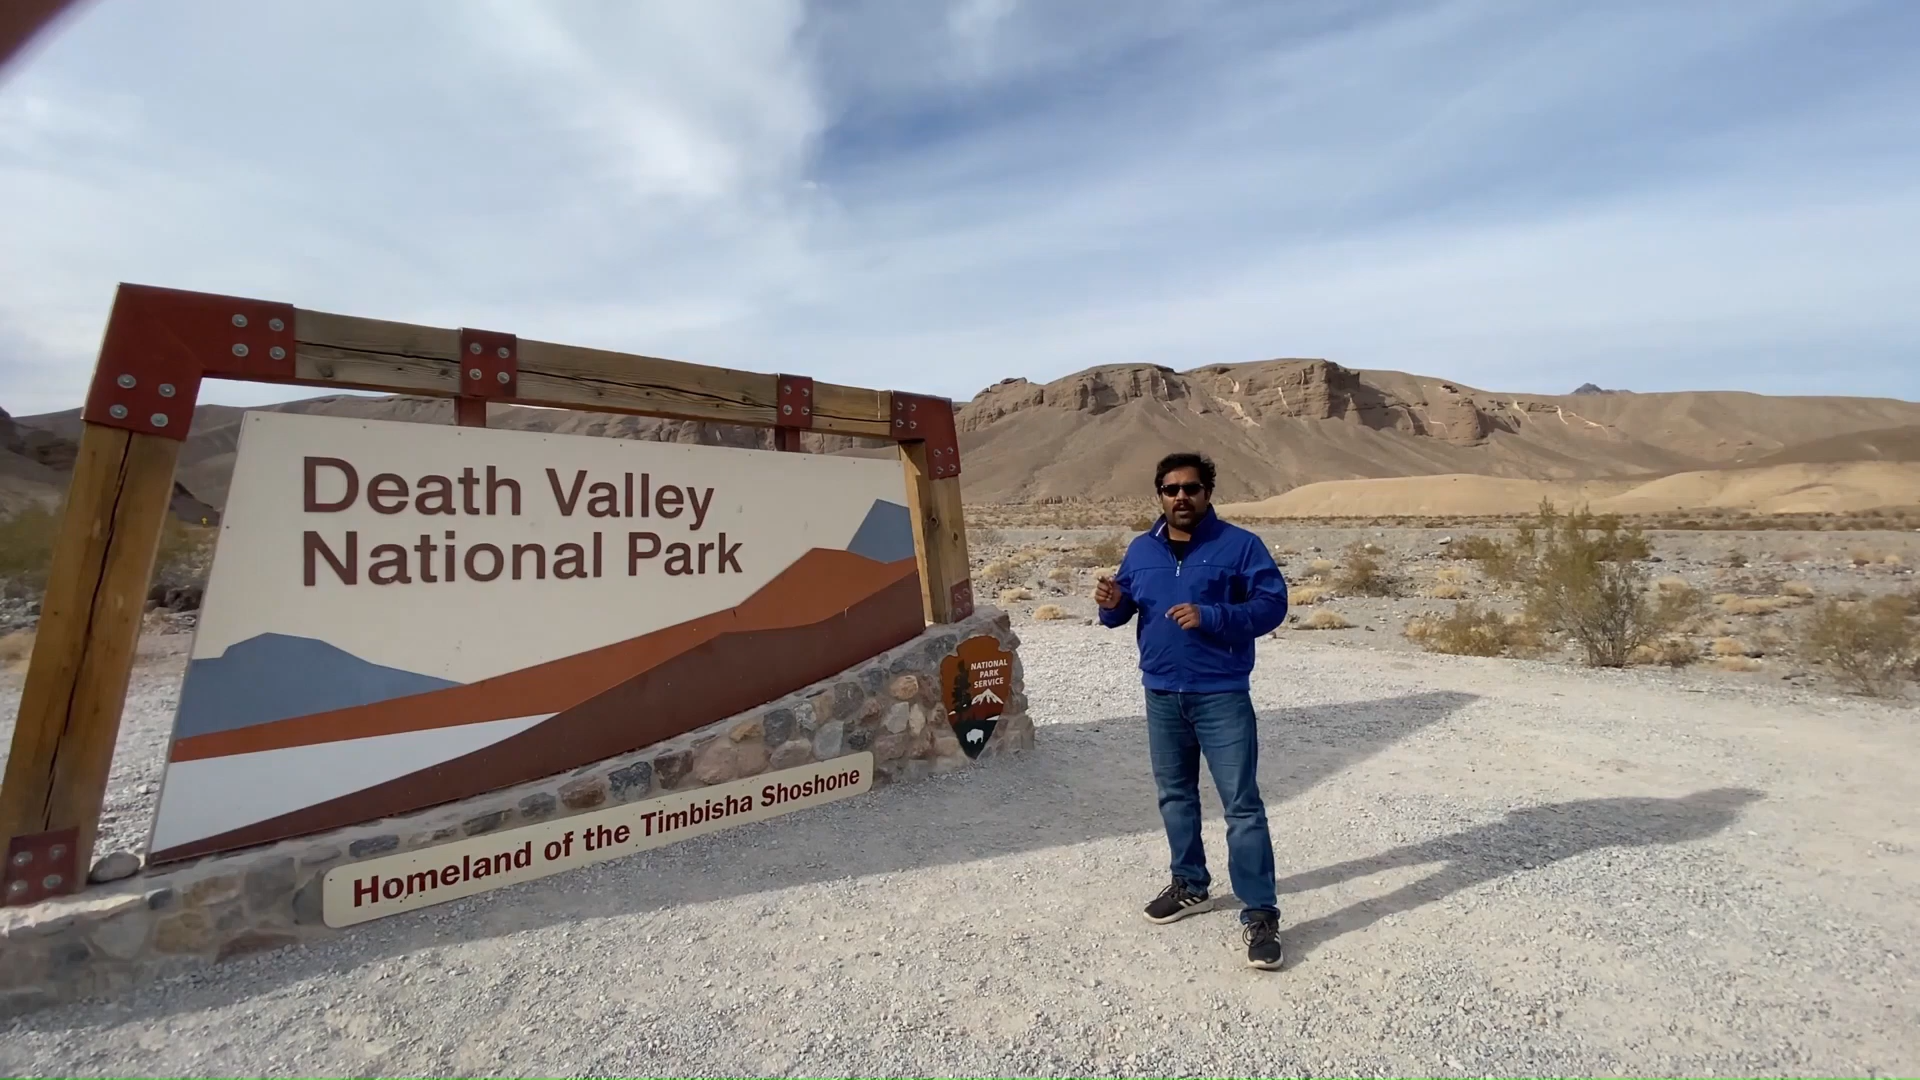 Death Valley
National Park
NATIONAL
PARK
SERVICE
Homeland of the Timbisha Shoshone